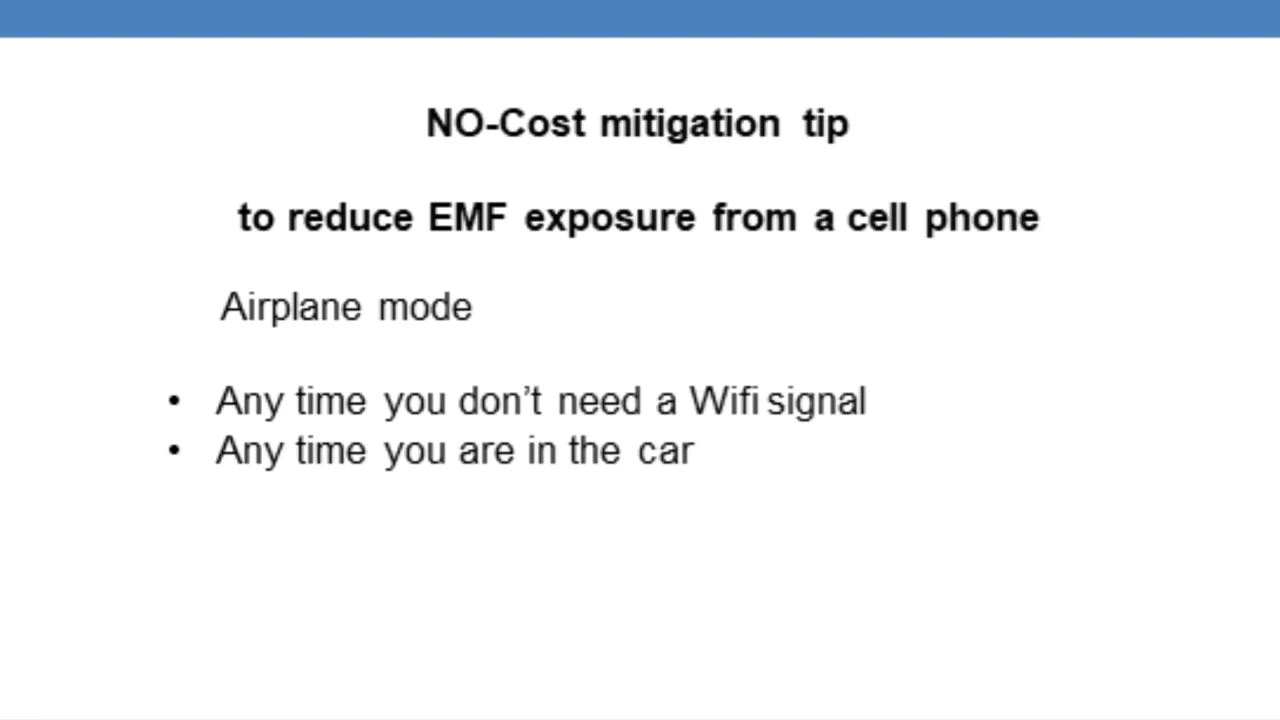 NO-Cost mitigation tip
to reduce EMF exposure from a cell phone
Airplane mode
• Any time you don’t need a Wifi signal
• Any time you are in the car